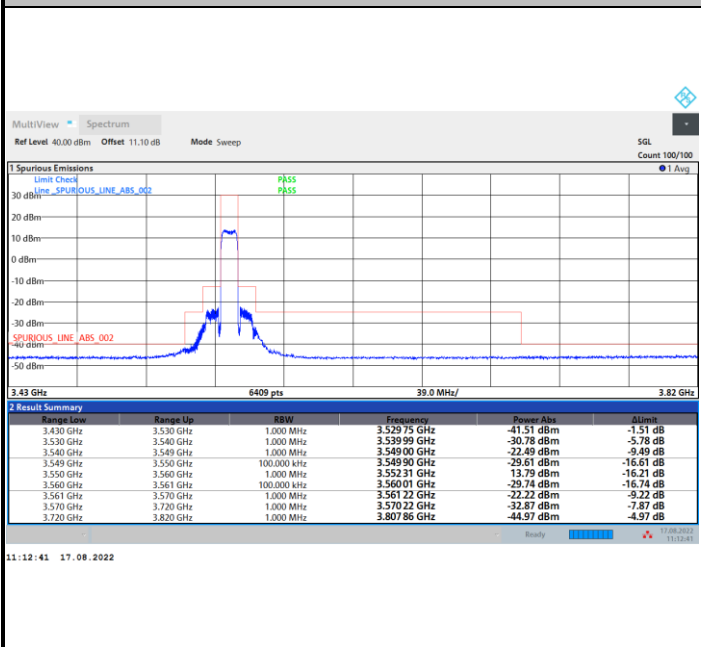 MultiView Spectrum
Ref Level 40.00 dBm Offset 11.10 dB Mode Sweep SGL
Count 100/100
1 Spurious Emissions 1 Avg
Limit Check PASS
Line _SPURIOUS_LINE_ABS_002 PASS
30 dBm
20 dBm
10 dBm
0 dBm
-10 dBm
-20 dBm
-30 dBm
SPURIOUS_LINE_ABS_002
-40 dBm
-50 dBm
3.43 GHz 6409 pts 39.0 MHz/ 3.82 GHz
2 Result Summary
Range Low Range Up RBW Frequency Power Abs ΔLimit
3.430 GHz 3.530 GHz 1.000 MHz 3.529 75 GHz -41.51 dBm -1.51 dB
3.530 GHz 3.540 GHz 1.000 MHz 3.539 99 GHz -30.78 dBm -5.78 dB
3.540 GHz 3.549 GHz 1.000 MHz 3.549 00 GHz -22.49 dBm -9.49 dB
3.549 GHz 3.550 GHz 100.000 kHz 3.549 90 GHz -29.61 dBm -16.61 dB
3.550 GHz 3.560 GHz 1.000 MHz 3.552 31 GHz 13.79 dBm -16.21 dB
3.560 GHz 3.561 GHz 100.000 kHz 3.560 01 GHz -29.74 dBm -16.74 dB
3.561 GHz 3.570 GHz 1.000 MHz 3.561 22 GHz -22.22 dBm -9.22 dB
3.570 GHz 3.720 GHz 1.000 MHz 3.570 22 GHz -32.87 dBm -7.87 dB
3.720 GHz 3.820 GHz 1.000 MHz 3.807 86 GHz -44.97 dBm -4.97 dB
Ready 17.08.2022
11:12:41
11:12:41 17.08.2022